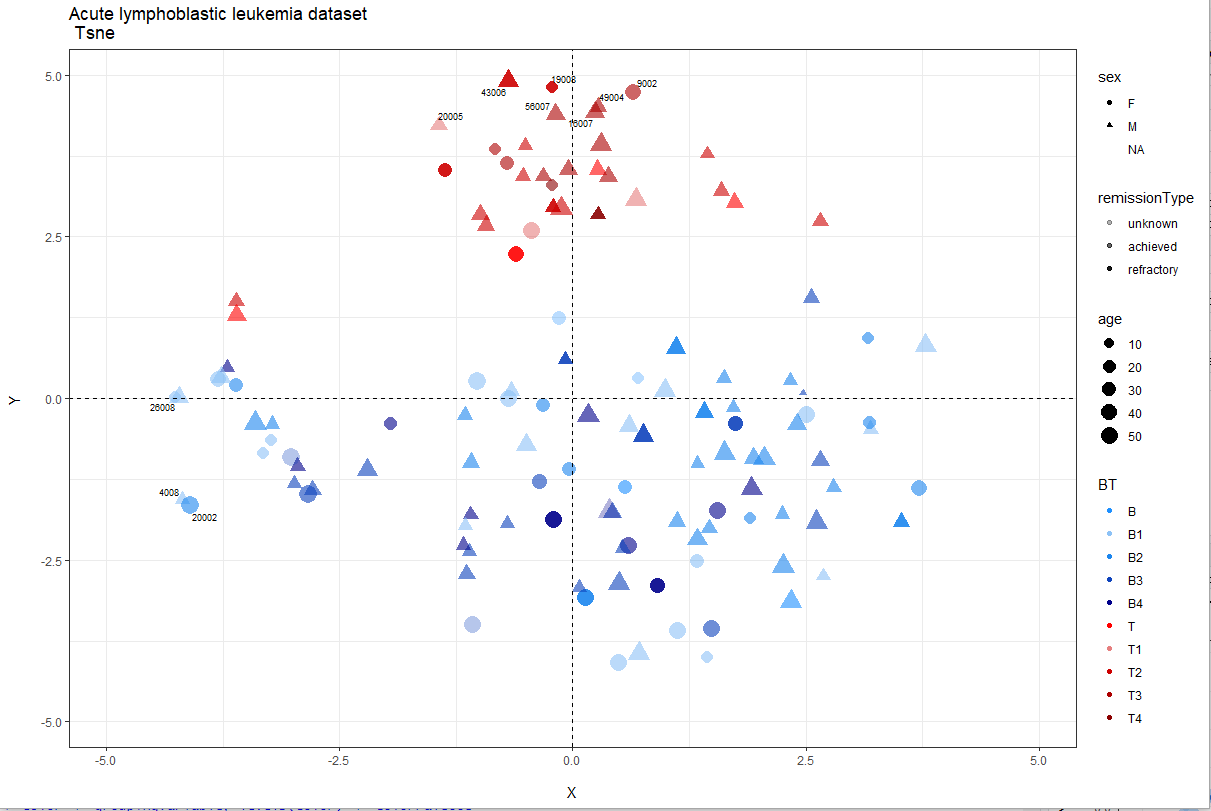 Acute lymphoblastic leukemia dataset
Tsne
5.0
2.5
0.0
-2.5
-5.0
Y
43006
19008
9002
56007
49004
16007
20005
26008
4008
20002
-5.0
-2.5
0.0
2.5
5.0
X
sex
F
M
NA
remissionType
unknown
achieved
refractory
age
10
20
30
40
50
BT
B
B1
B2
B3
B4
T
T1
T2
T3
T4